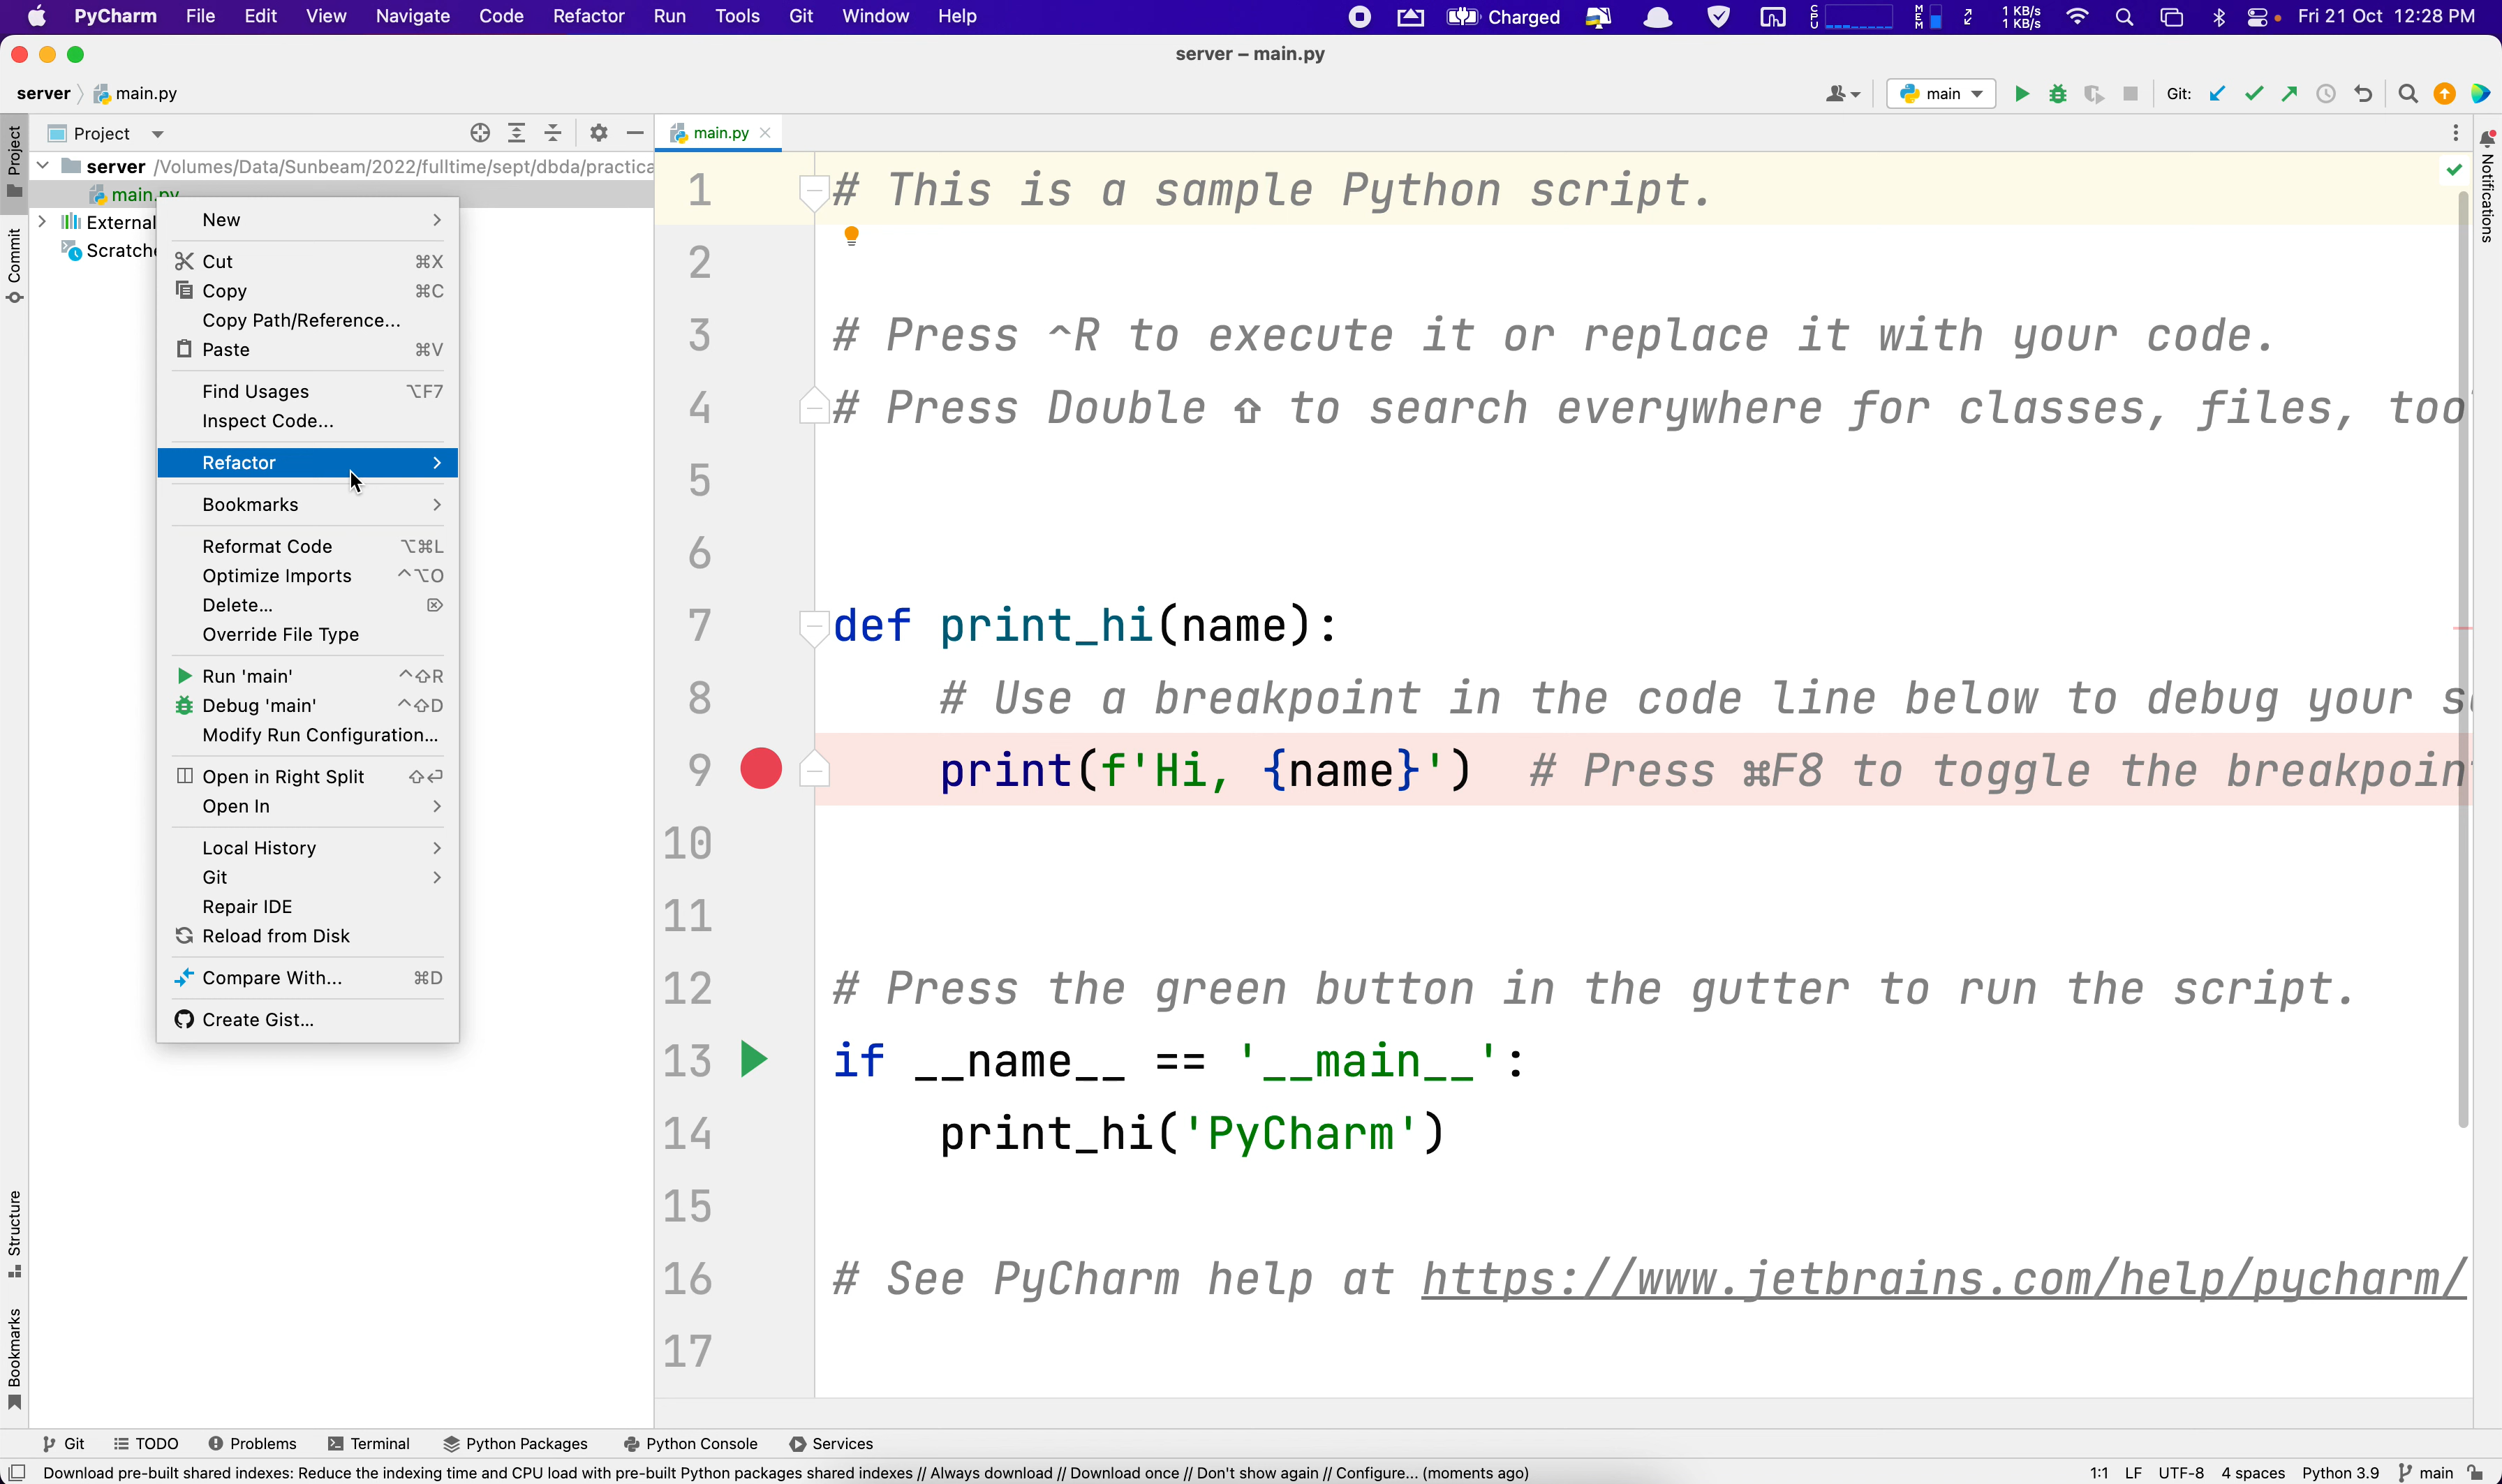 PyCharm File Edit View Navigate Code Refactor Run Tools Git Window Help CPU MEM Charged 1 KB/s 1 KB/s Fri 21 Oct 12:28 PM
server – main.py
server main.py main Git:
Project main.py
server /Volumes/Data/Sunbeam/2022/fulltime/sept/dbda/practica
main.py
External
Scratche
Project
Commit
Structure
Bookmarks
Notifications
New
Cut ⌘X
Copy ⌘C
Copy Path/Reference...
Paste ⌘V
Find Usages ⌥F7
Inspect Code...
Refactor
Bookmarks
Reformat Code ⌥⌘L
Optimize Imports ^⌥O
Delete... ⌦
Override File Type
Run 'main' ^⇧R
Debug 'main' ^⇧D
Modify Run Configuration...
Open in Right Split ⇧⏎
Open In
Local History
Git
Repair IDE
Reload from Disk
Compare With... ⌘D
Create Gist...
1 # This is a sample Python script.
2
3 # Press ^R to execute it or replace it with your code.
4 # Press Double ⇧ to search everywhere for classes, files, too
5
6
7 def print_hi(name):
8 # Use a breakpoint in the code line below to debug your s
9 print(f'Hi, {name}') # Press ⌘F8 to toggle the breakpoin
10
11
12 # Press the green button in the gutter to run the script.
13 if __name__ == '__main__':
14 print_hi('PyCharm')
15
16 # See PyCharm help at https://www.jetbrains.com/help/pycharm/
17
Git TODO Problems Terminal Python Packages Python Console Services
Download pre-built shared indexes: Reduce the indexing time and CPU load with pre-built Python packages shared indexes // Always download // Download once // Don't show again // Configure... (moments ago) 1:1 LF UTF-8 4 spaces Python 3.9 main